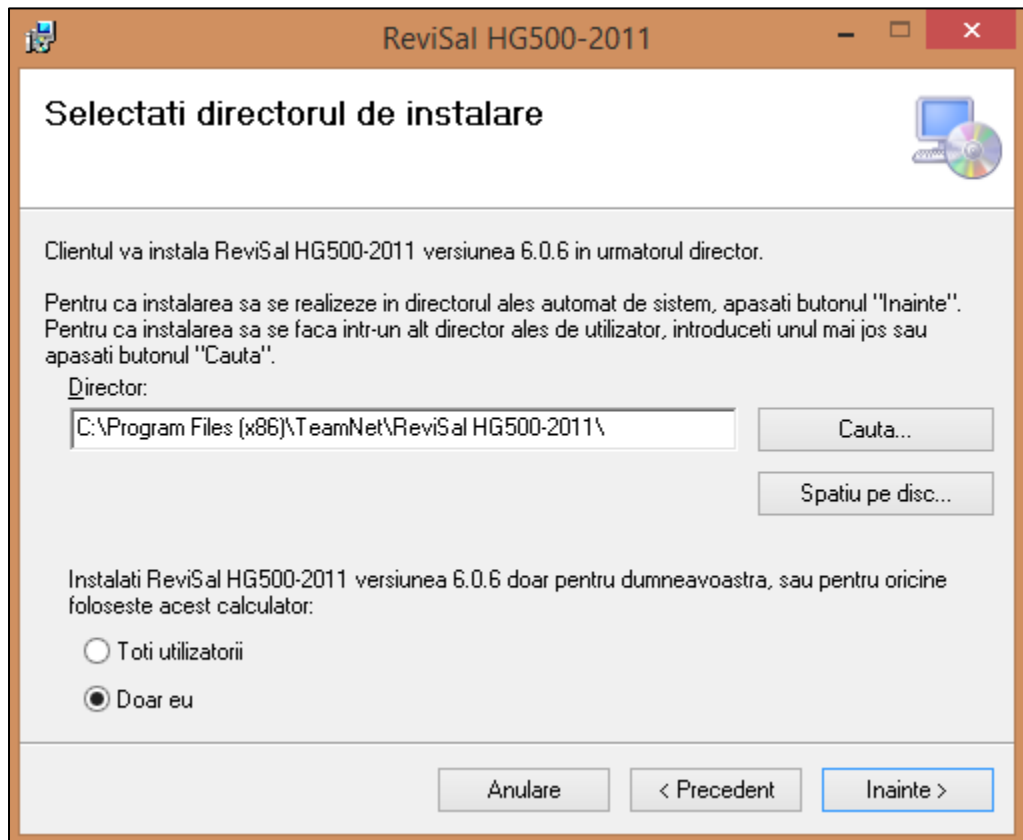 ReviSal HG500-2011
Selectati directorul de instalare
Clientul va instala ReviSal HG500-2011 versiunea 6.0.6 in urmatorul director.
Pentru ca instalarea sa se realizeze in directorul ales automat de sistem, apasati butonul "Inainte".
Pentru ca instalarea sa se faca intr-un alt director ales de utilizator, introduceti unul mai jos sau
apasati butonul "Cauta".
Director:
C:\Program Files (x86)\TeamNet\ReviSal HG500-2011\
Cauta...
Spatiu pe disc...
Instalati ReviSal HG500-2011 versiunea 6.0.6 doar pentru dumneavoastra, sau pentru oricine
foloseste acest calculator:
Toti utilizatorii
Doar eu
Anulare
< Precedent
Inainte >